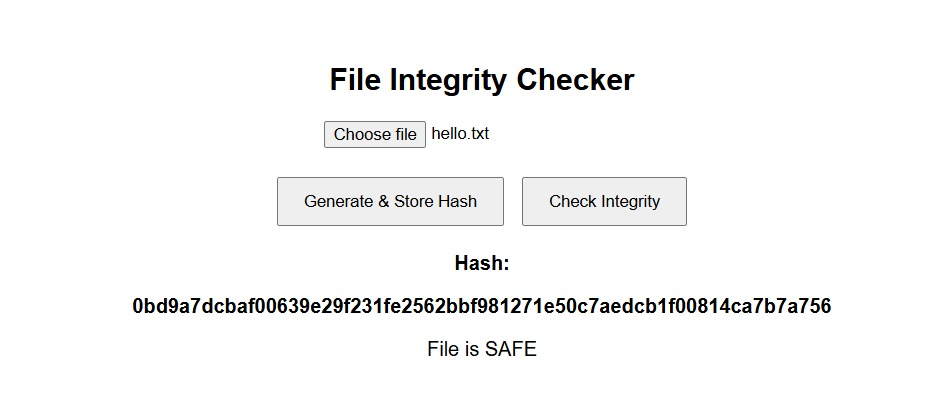 File Integrity Checker
Choose file hello.txt
Generate & Store Hash Check Integrity
Hash:
0bd9a7dcbaf00639e29f231fe2562bbf981271e50c7aedcb1f00814ca7b7a756
File is SAFE